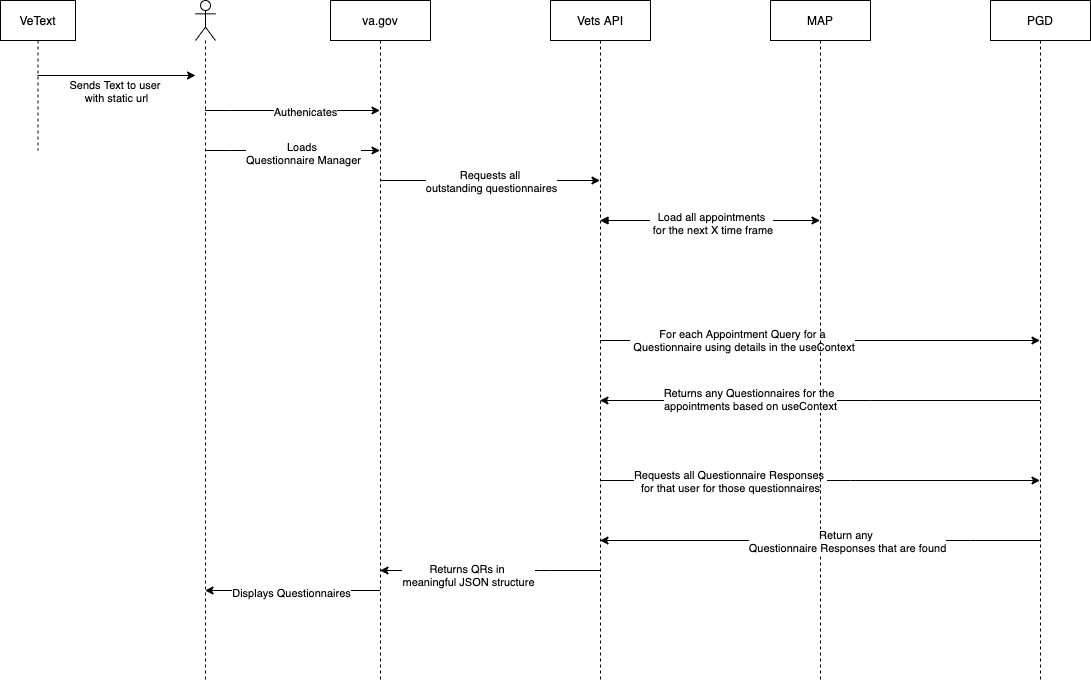 VeText
va.gov
Vets API
MAP
PGD
Sends Text to user
with static url
Authenicates
Loads
Questionnaire Manager
Requests all
outstanding questionnaires
Load all appointments
for the next X time frame
For each Appointment Query for a
Questionnaire using details in the useContext
Returns any Questionnaires for the
appointments based on useContext
Requests all Questionnaire Responses
for that user for those questionnaires
Return any
Questionnaire Responses that are found
Returns QRs in
meaningful JSON structure
Displays Questionnaires